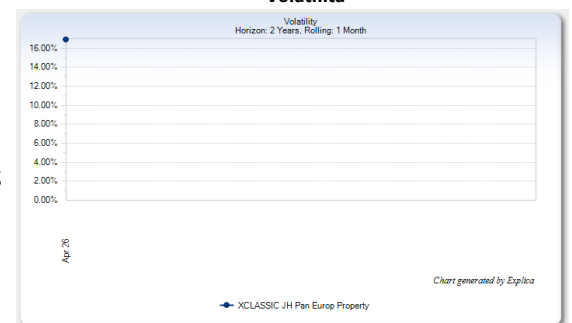 Volatility
Horizon: 2 Years, Rolling: 1 Month
16.00%
14.00%
12.00%
10.00%
8.00%
6.00%
4.00%
2.00%
0.00%
Apr 26
Chart generated by Explica
XCLASSIC JH Pan Europ Property